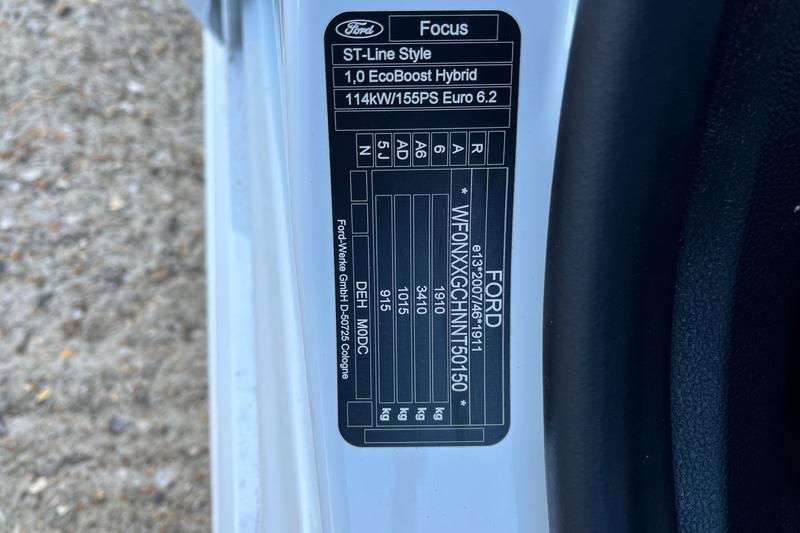 Ford Focus
ST-Line Style
1,0 EcoBoost Hybrid
114kW/155PS Euro 6.2
N 5J AD A6 6 A R
FORD
e13*2007/46*1911
* WF0NXXGCHNNT50150 *
1910 kg
3410 kg
1015 kg
915 kg
DEH M0DC
Ford-Werke GmbH D-50725 Cologne